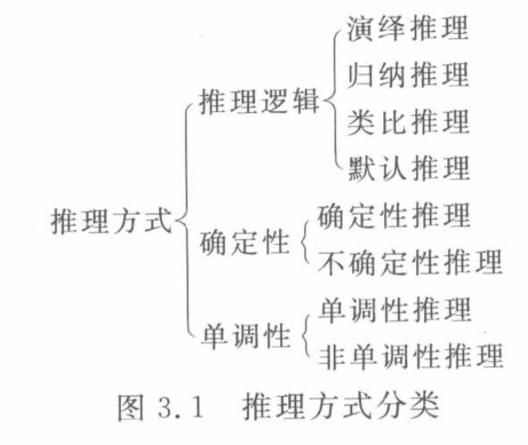 推理方式
推理逻辑
演绎推理
归纳推理
类比推理
默认推理
确定性
确定性推理
不确定性推理
单调性
单调性推理
非单调性推理
图 3.1 推理方式分类